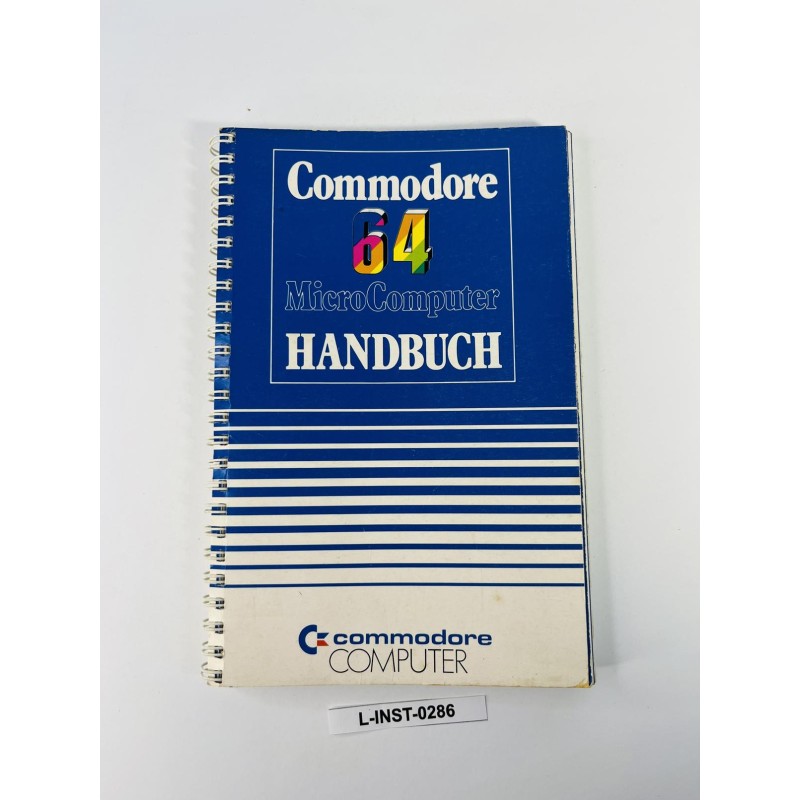 Commodore
64
MicroComputer
HANDBUCH
commodore
COMPUTER
L-INST-0286